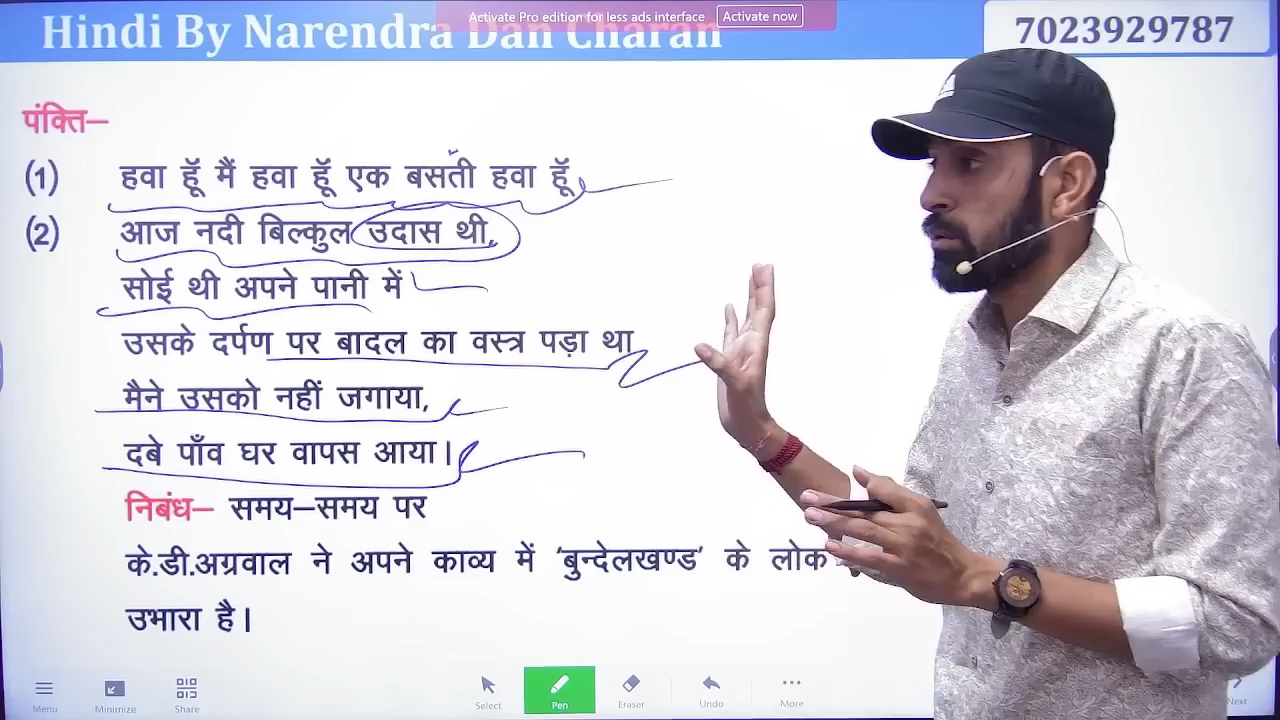 Hindi By Narendra Dan Charan
Activate Pro edition for less ads interface
Activate now
7023929787
पंक्ति–
(1) हवा हूँ मैं हवा हूँ एक बसंती हवा हूँ
(2) आज नदी बिल्कुल उदास थी,
सोई थी अपने पानी में
उसके दर्पण पर बादल का वस्त्र पड़ा था
मैने उसको नहीं जगाया,
दबे पाँव घर वापस आया।
निबंध– समय–समय पर
के.डी.अग्रवाल ने अपने काव्य में 'बुन्देलखण्ड' के लोक
उभारा है।
Menu
Minimize
Share
Select
Pen
Eraser
Undo
More
Next